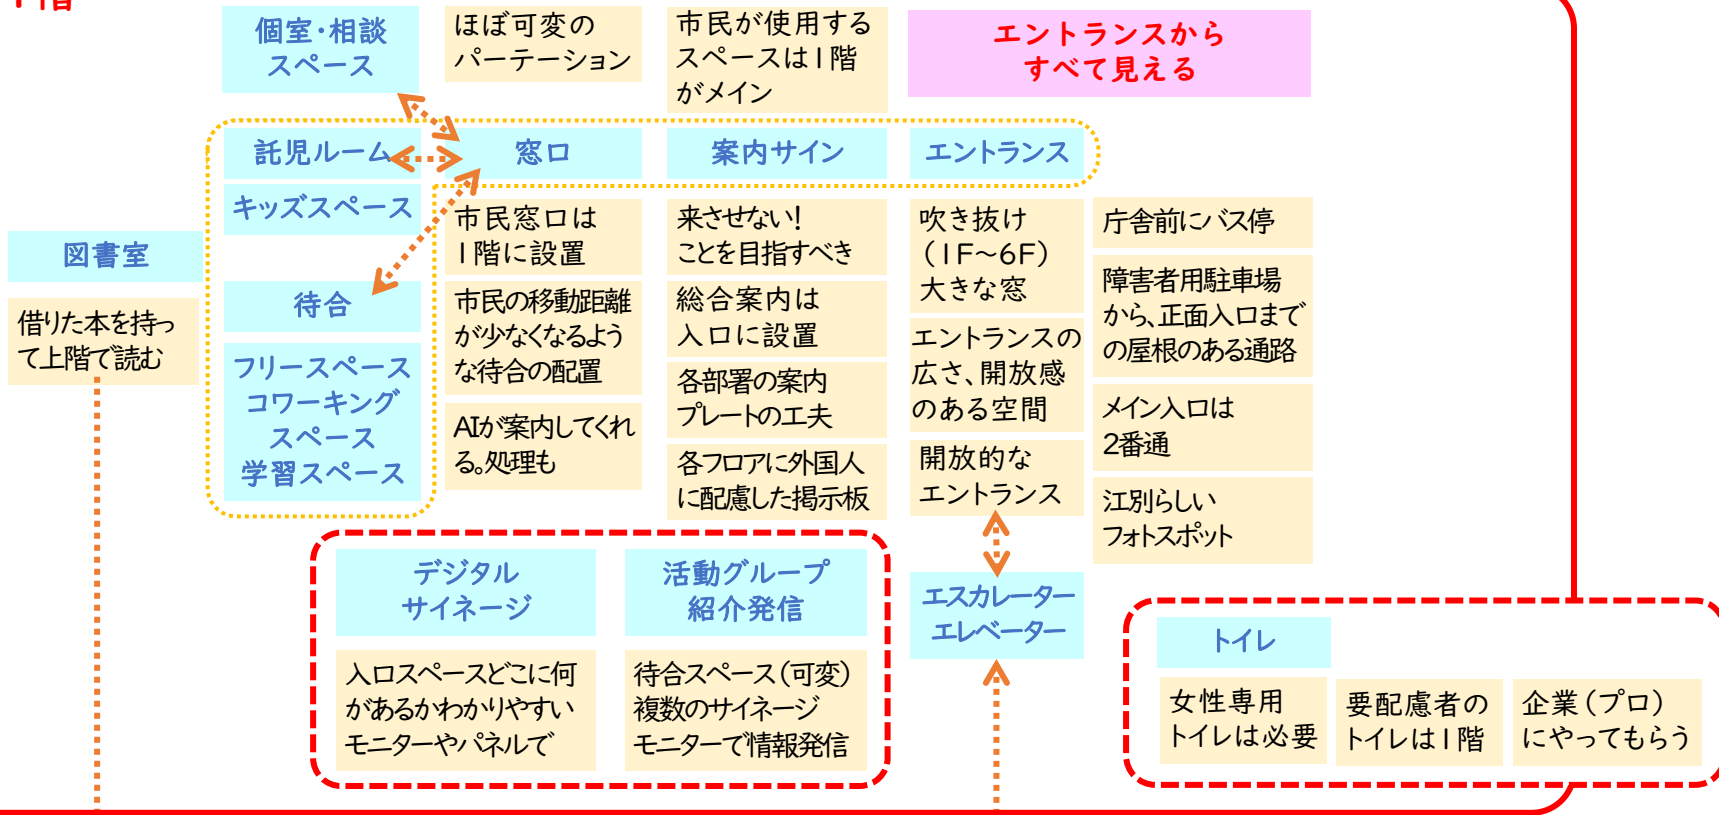 1階
個室・相談
スペース
ほぼ可変の
パーテーション
市民が使用する
スペースは1階
がメイン
エントランスから
すべて見える
託児ルーム
窓口
案内サイン
エントランス
キッズスペース
図書室
借りた本を持っ
て上階で読む
待合
フリースペース
コワーキング
スペース
学習スペース
市民窓口は
1階に設置
市民の移動距離
が少なくなるよう
な待合の配置
AIが案内してくれ
る。処理も
来させない!
ことを目指すべき
総合案内は
入口に設置
各部署の案内
プレートの工夫
各フロアに外国人
に配慮した掲示板
吹き抜け
(1F~6F)
大きな窓
エントランスの
広さ、開放感
のある空間
開放的な
エントランス
庁舎前にバス停
障害者用駐車場
から、正面入口まで
の屋根のある通路
メイン入口は
2番通
江別らしい
フォトスポット
デジタル
サイネージ
入口スペースどこに何
があるかわかりやすい
モニターやパネルで
活動グループ
紹介発信
待合スペース(可変)
複数のサイネージ
モニターで情報発信
エスカレーター
エレベーター
トイレ
女性専用
トイレは必要
要配慮者の
トイレは1階
企業(プロ)
にやってもらう